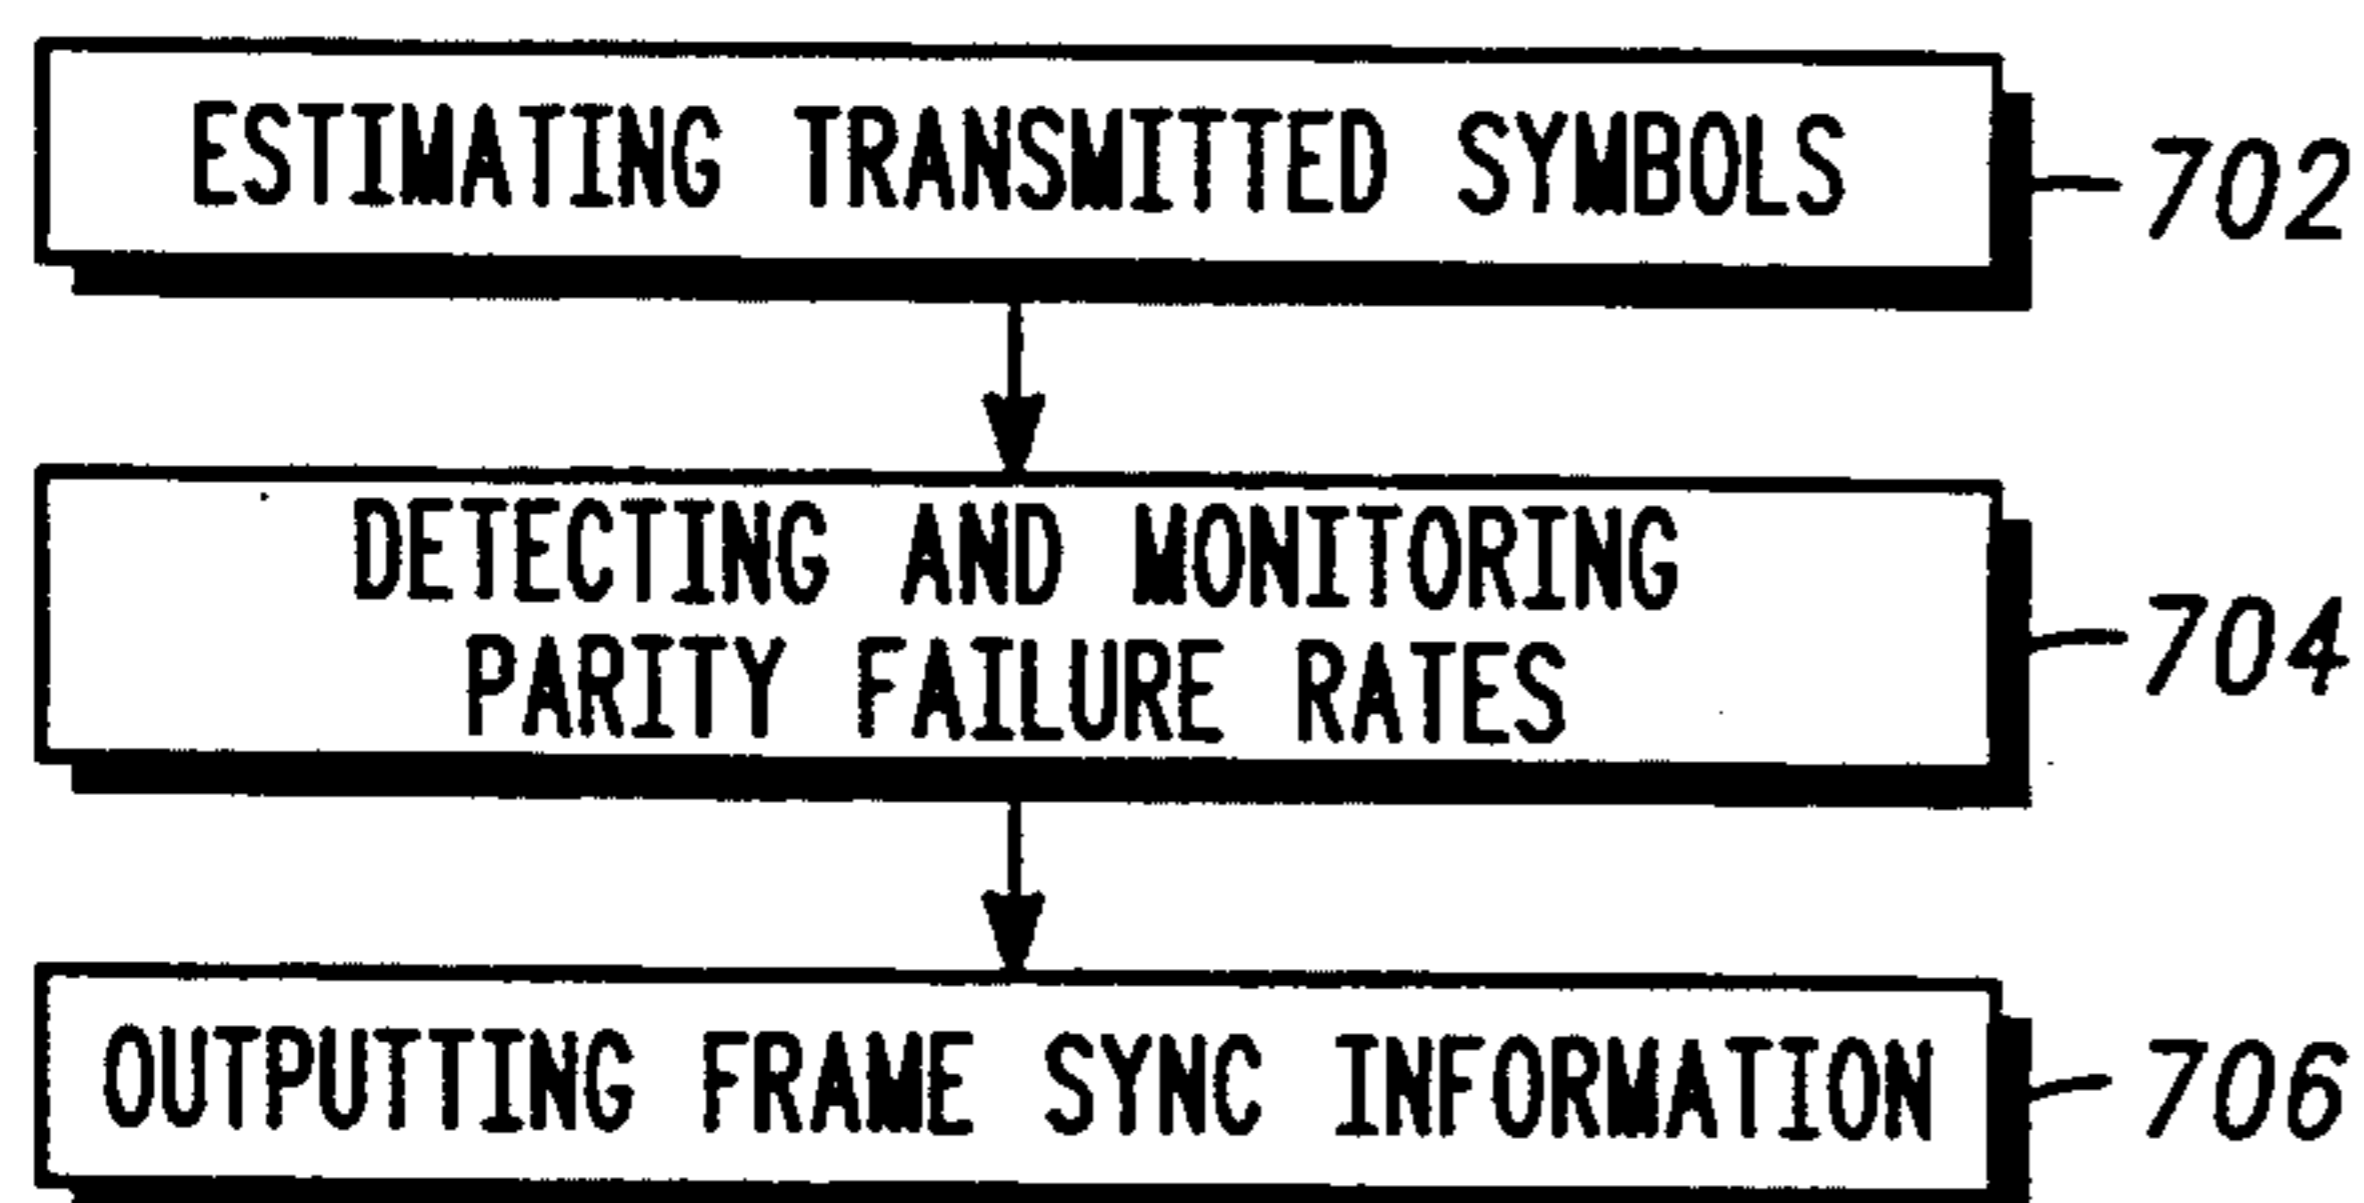 ESTIMATING TRANSMITTED SYMBOLS
702
DETECTING AND MONITORING
PARITY FAILURE RATES
704
OUTPUTTING FRAME SYNC INFORMATION
706